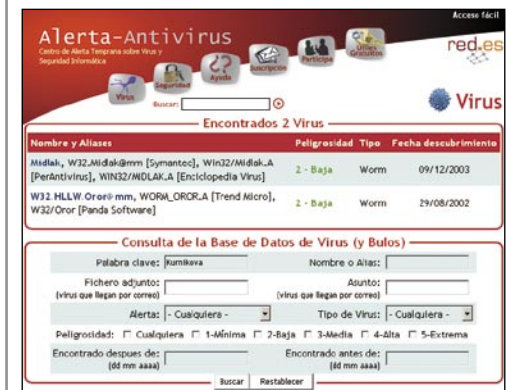 Acceso fácil
Alerta-Antivirus
Centro de Alerta Temprana sobre Virus y
Seguridad Informática
red.es
Virus
Seguridad
Ayuda
Suscripción
Participe
Útiles
Gratuitos
Buscar:
Virus
Encontrados 2 Virus
Nombre y Aliases Peligrosidad Tipo Fecha descubrimiento
Midlak, W32.Midlak@mm [Symantec], Win32/Midlak.A
[PerAntivirus], WIN32/MIDLAK.A [Enciclopedia Virus]
2 - Baja Worm 09/12/2003
W32.HLLW.Oror@mm, WORM_OROR.A [Trend Micro],
W32/Oror [Panda Software]
2 - Baja Worm 29/08/2002
Consulta de la Base de Datos de Virus (y Bulos)
Palabra clave: Kurnikova Nombre o Alias:
Fichero adjunto: Asunto:
(virus que llegan por correo) (virus que llegan por correo)
Alerta: - Cualquiera - Tipo de Virus: - Cualquiera -
Peligrosidad: Cualquiera 1-Mínima 2-Baja 3-Media 4-Alta 5-Extrema
Encontrado despues de: Encontrado antes de:
(dd mm aaaa) (dd mm aaaa)
Buscar Restablecer